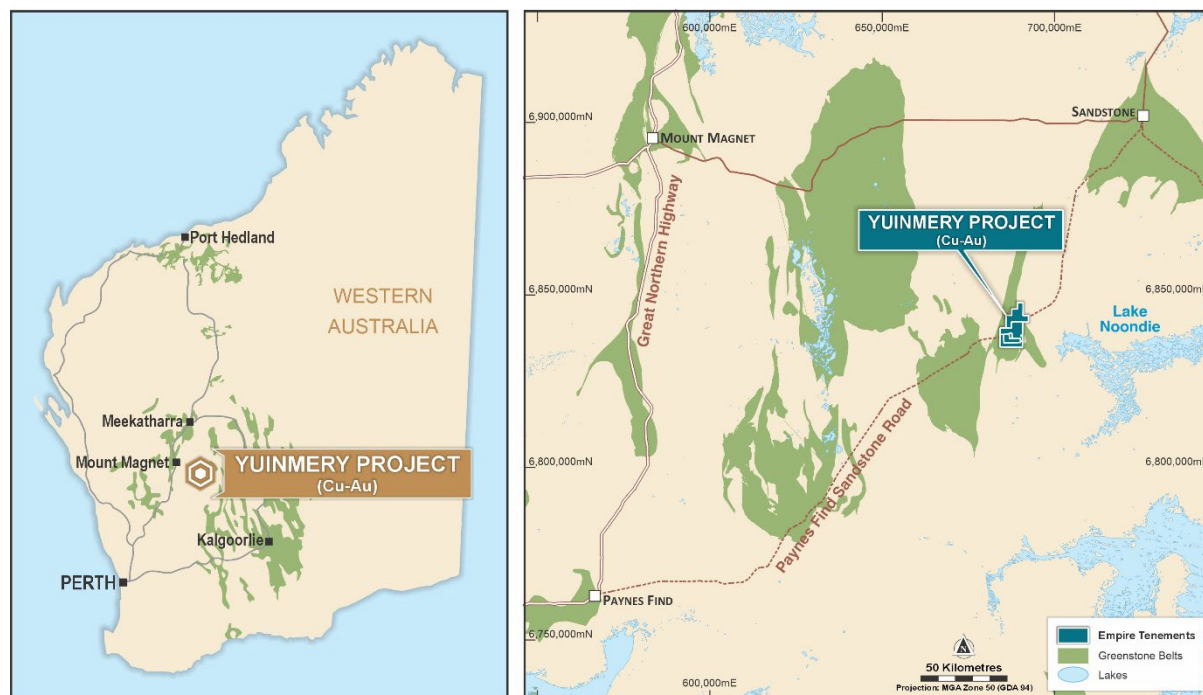 Port Hedland
WESTERN
AUSTRALIA
Meekatharra
Mount Magnet
YUINMERY PROJECT
(Cu-Au)
Kalgoorlie
PERTH
600,000mE
650,000mE
700,000mE
6,900,000mN
SANDSTONE
MOUNT MAGNET
Great Northern Highway
YUINMERY PROJECT
(Cu-Au)
6,850,000mN
6,850,000mN
Lake
Noondie
Paynes Find Sandstone Road
6,800,000mN
6,800,000mN
PAYNES FIND
6,750,000mN
600,000mE
N
50 Kilometres
Projection: MGA Zone 50 (GDA 94)
Empire Tenements
Greenstone Belts
Lakes